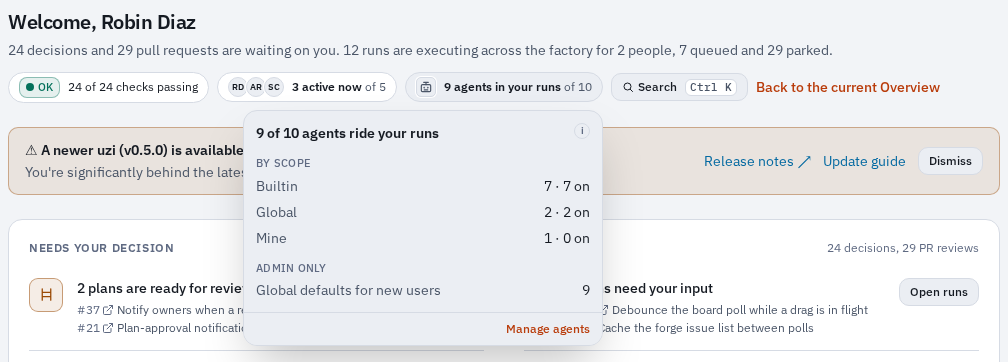 Welcome, Robin Diaz
24 decisions and 29 pull requests are waiting on you. 12 runs are executing across the factory for 2 people, 7 queued and 29 parked.
OK 24 of 24 checks passing RD AR SC 3 active now of 5 9 agents in your runs of 10 Search Ctrl K Back to the current Overview
9 of 10 agents ride your runs i
BY SCOPE
Builtin 7 · 7 on
Global 2 · 2 on
Mine 1 · 0 on
ADMIN ONLY
Global defaults for new users 9
Manage agents
⚠ A newer uzi (v0.5.0) is available
You're significantly behind the
Release notes ↗ Update guide Dismiss
NEEDS YOUR DECISION 24 decisions, 29 PR reviews
2 plans are ready for
#37 Notify owners when a
#21 Plan-approval
need your input Open runs
Debounce the board poll while a drag is in flight
Cache the forge issue list between polls